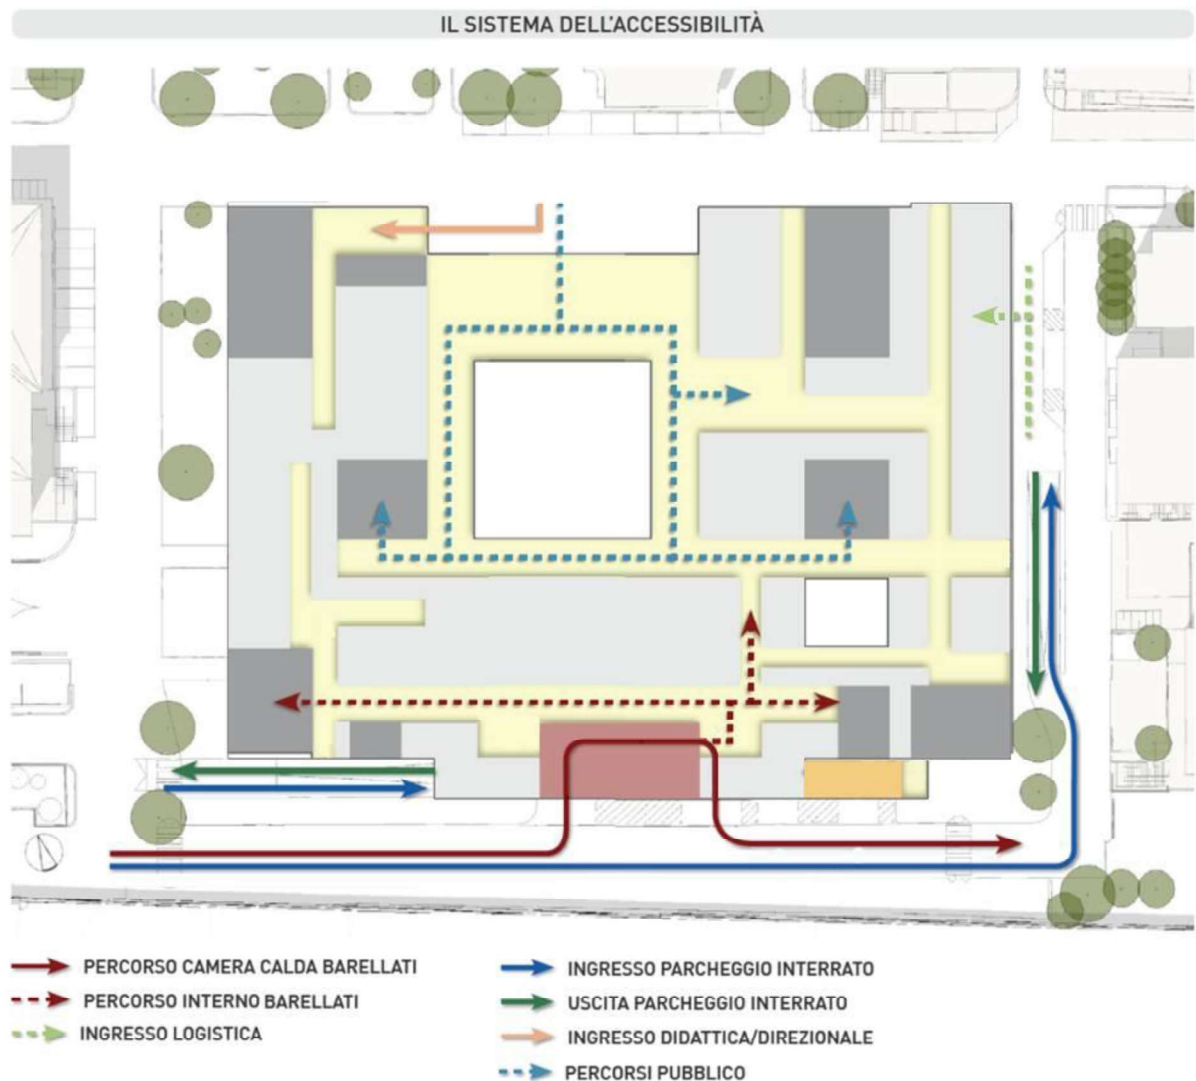 IL SISTEMA DELL'ACCESSIBILITÀ
PERCORSO CAMERA CALDA BARELLATI
PERCORSO INTERNO BARELLATI
INGRESSO LOGISTICA
INGRESSO PARCHEGGIO INTERRATO
USCITA PARCHEGGIO INTERRATO
INGRESSO DIDATTICA/DIREZIONALE
PERCORSI PUBBLICO